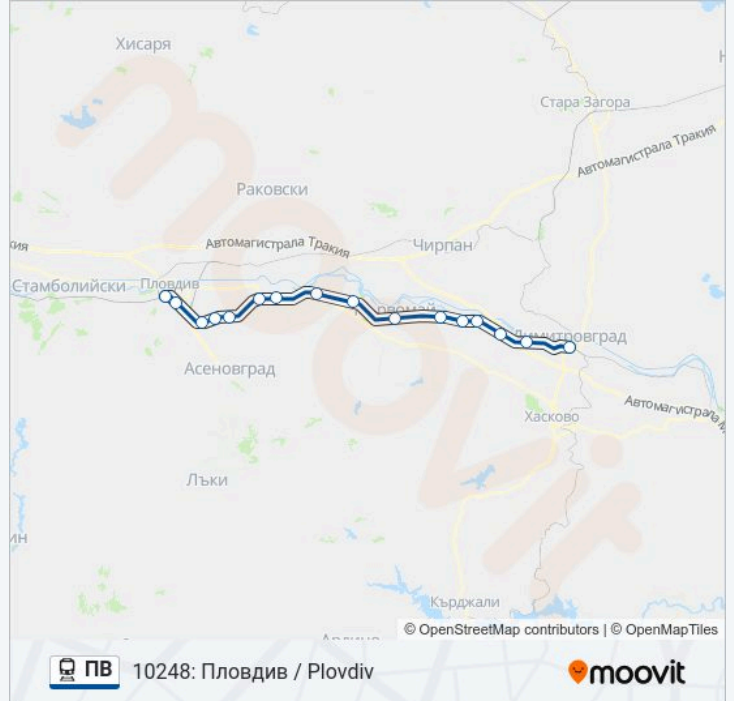 Хисаря
Стара Загора
Автомагистрала Тракия
Раковски
Автомагистрала Тракия
Чирпан
Стамболийски
Пловдив
Димитровград
Асеновград
Автомагистрала
Хасково
Лъки
Кърджали
© OpenStreetMap contributors | © OpenMapTiles
ПВ
10248: Пловдив / Plovdiv
moovit
moovit